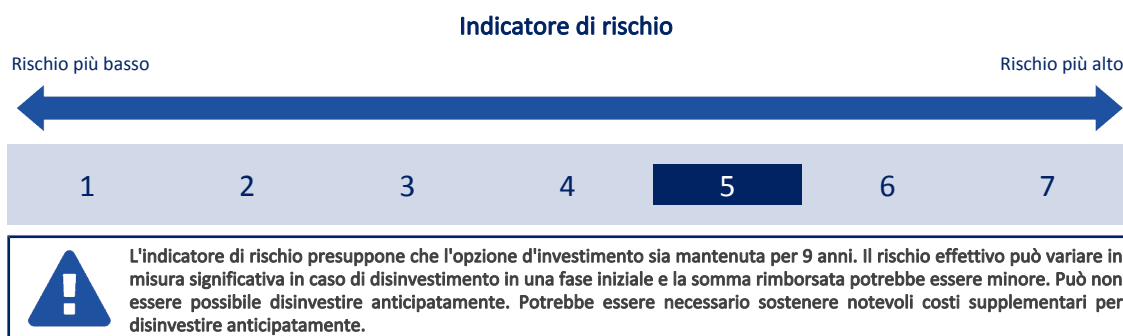 Indicatore di rischio
Rischio più basso
Rischio più alto
1 2 3 4 5 6 7
L'indicatore di rischio presuppone che l'opzione d'investimento sia mantenuta per 9 anni. Il rischio effettivo può variare in
misura significativa in caso di disinvestimento in una fase iniziale e la somma rimborsata potrebbe essere minore. Può non
essere possibile disinvestire anticipatamente. Potrebbe essere necessario sostenere notevoli costi supplementari per
disinvestire anticipatamente.